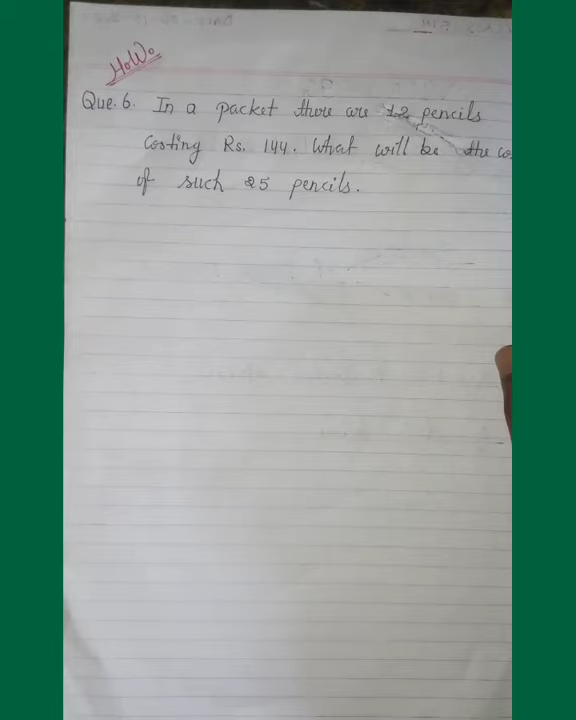 H.W.
Que. 6. In a packet there are 12 pencils
Costing Rs. 144. What will be the co
of such 25 pencils.